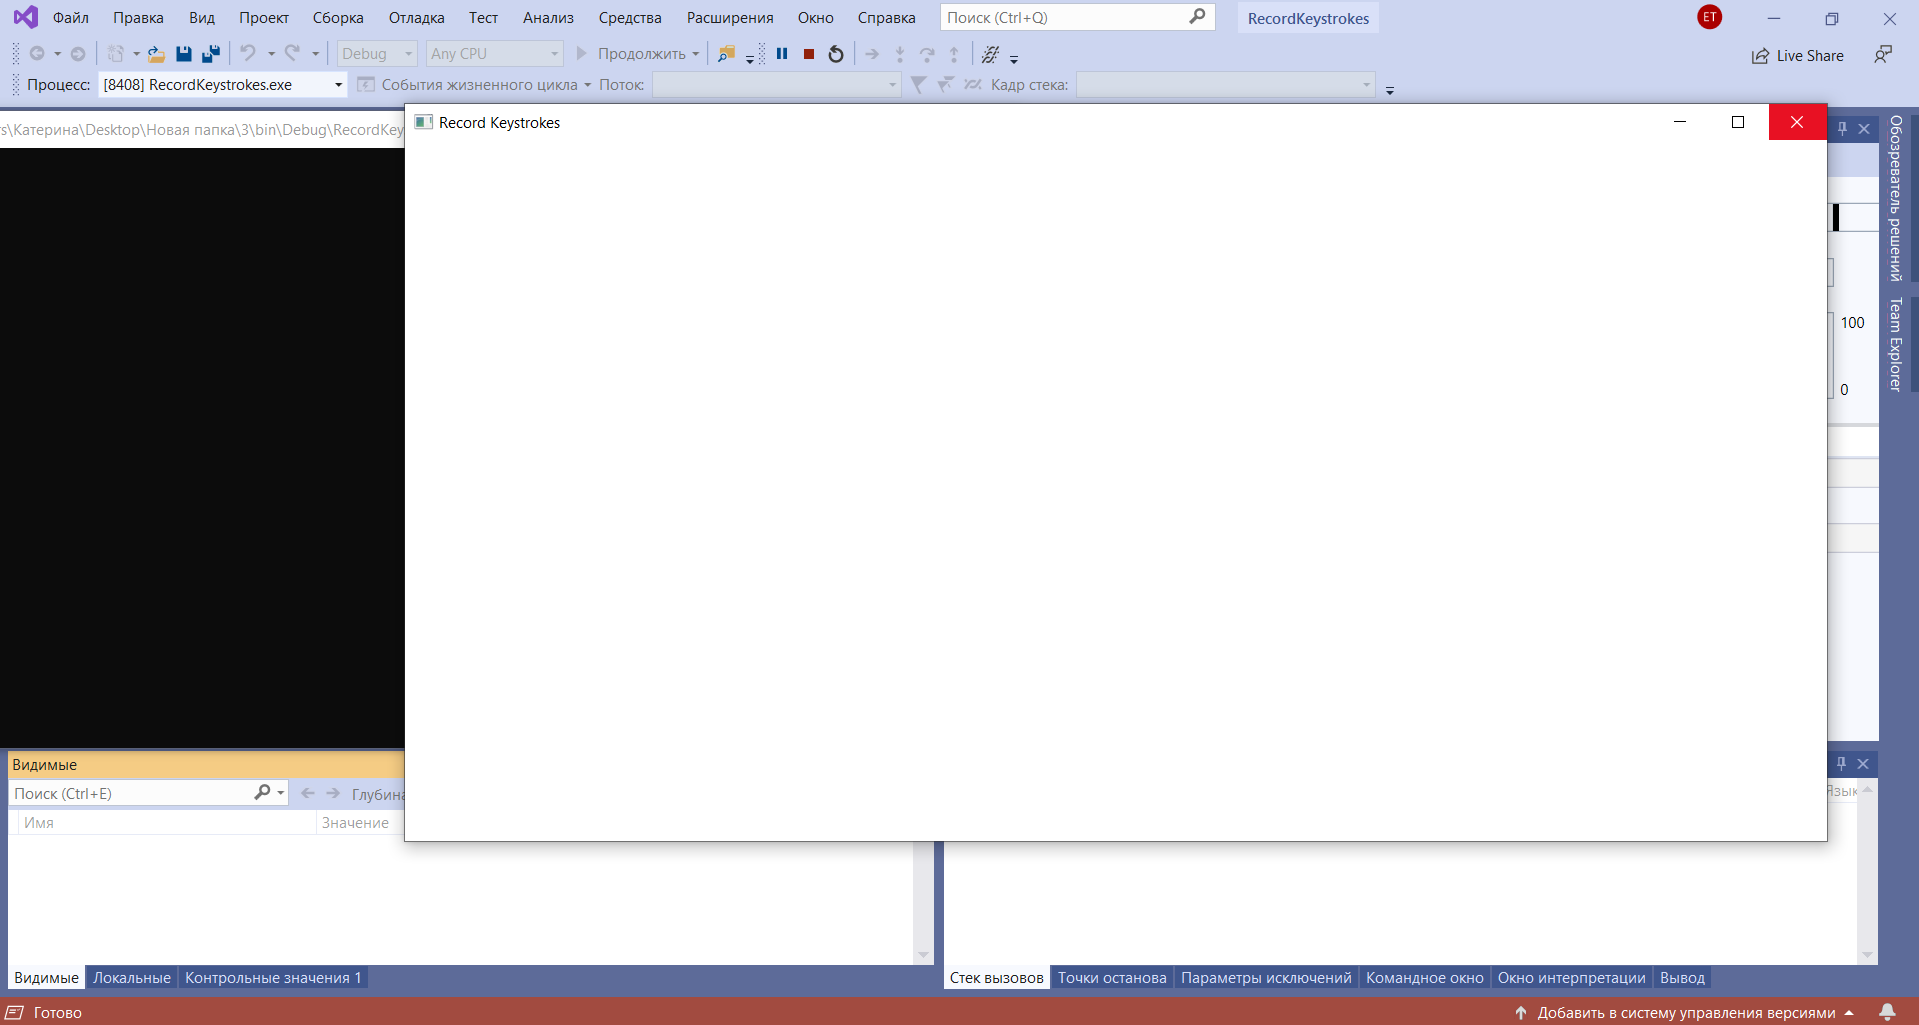 Файл Правка Вид Проект Сборка Отладка Тест Анализ Средства Расширения Окно Справка Поиск (Ctrl+Q) RecordKeystrokes ET
Debug Any CPU Продолжить Live Share
Процесс: [8408] RecordKeystrokes.exe События жизненного цикла Поток: Кадр стека:
s\Катерина\Desktop\Новая папка\3\bin\Debug\RecordKey
Record Keystrokes
Обозреватель решений
Team Explorer
100
0
Видимые
Поиск (Ctrl+E) Глубина
Язык
Имя Значение
Видимые Локальные Контрольные значения 1
Стек вызовов Точки останова Параметры исключений Командное окно Окно интерпретации Вывод
Готово Добавить в систему управления версиями